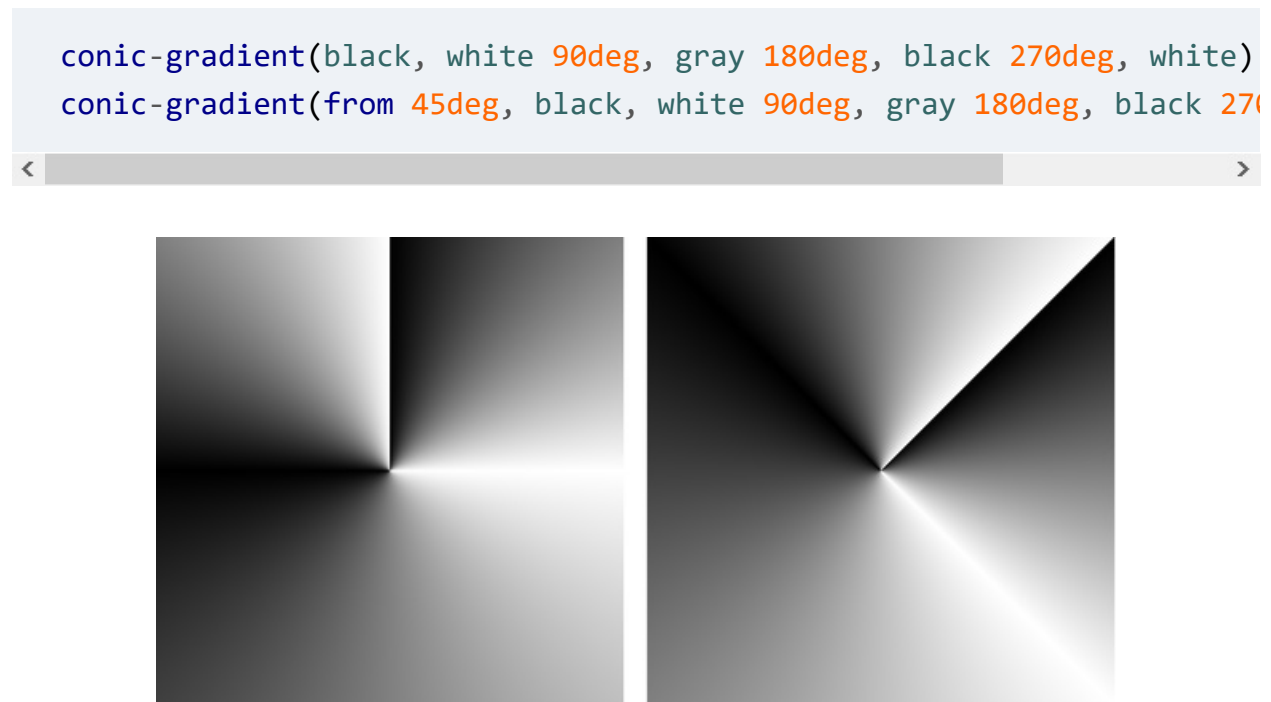 conic-gradient(black, white 90deg, gray 180deg, black 270deg, white)
conic-gradient(from 45deg, black, white 90deg, gray 180deg, black 27